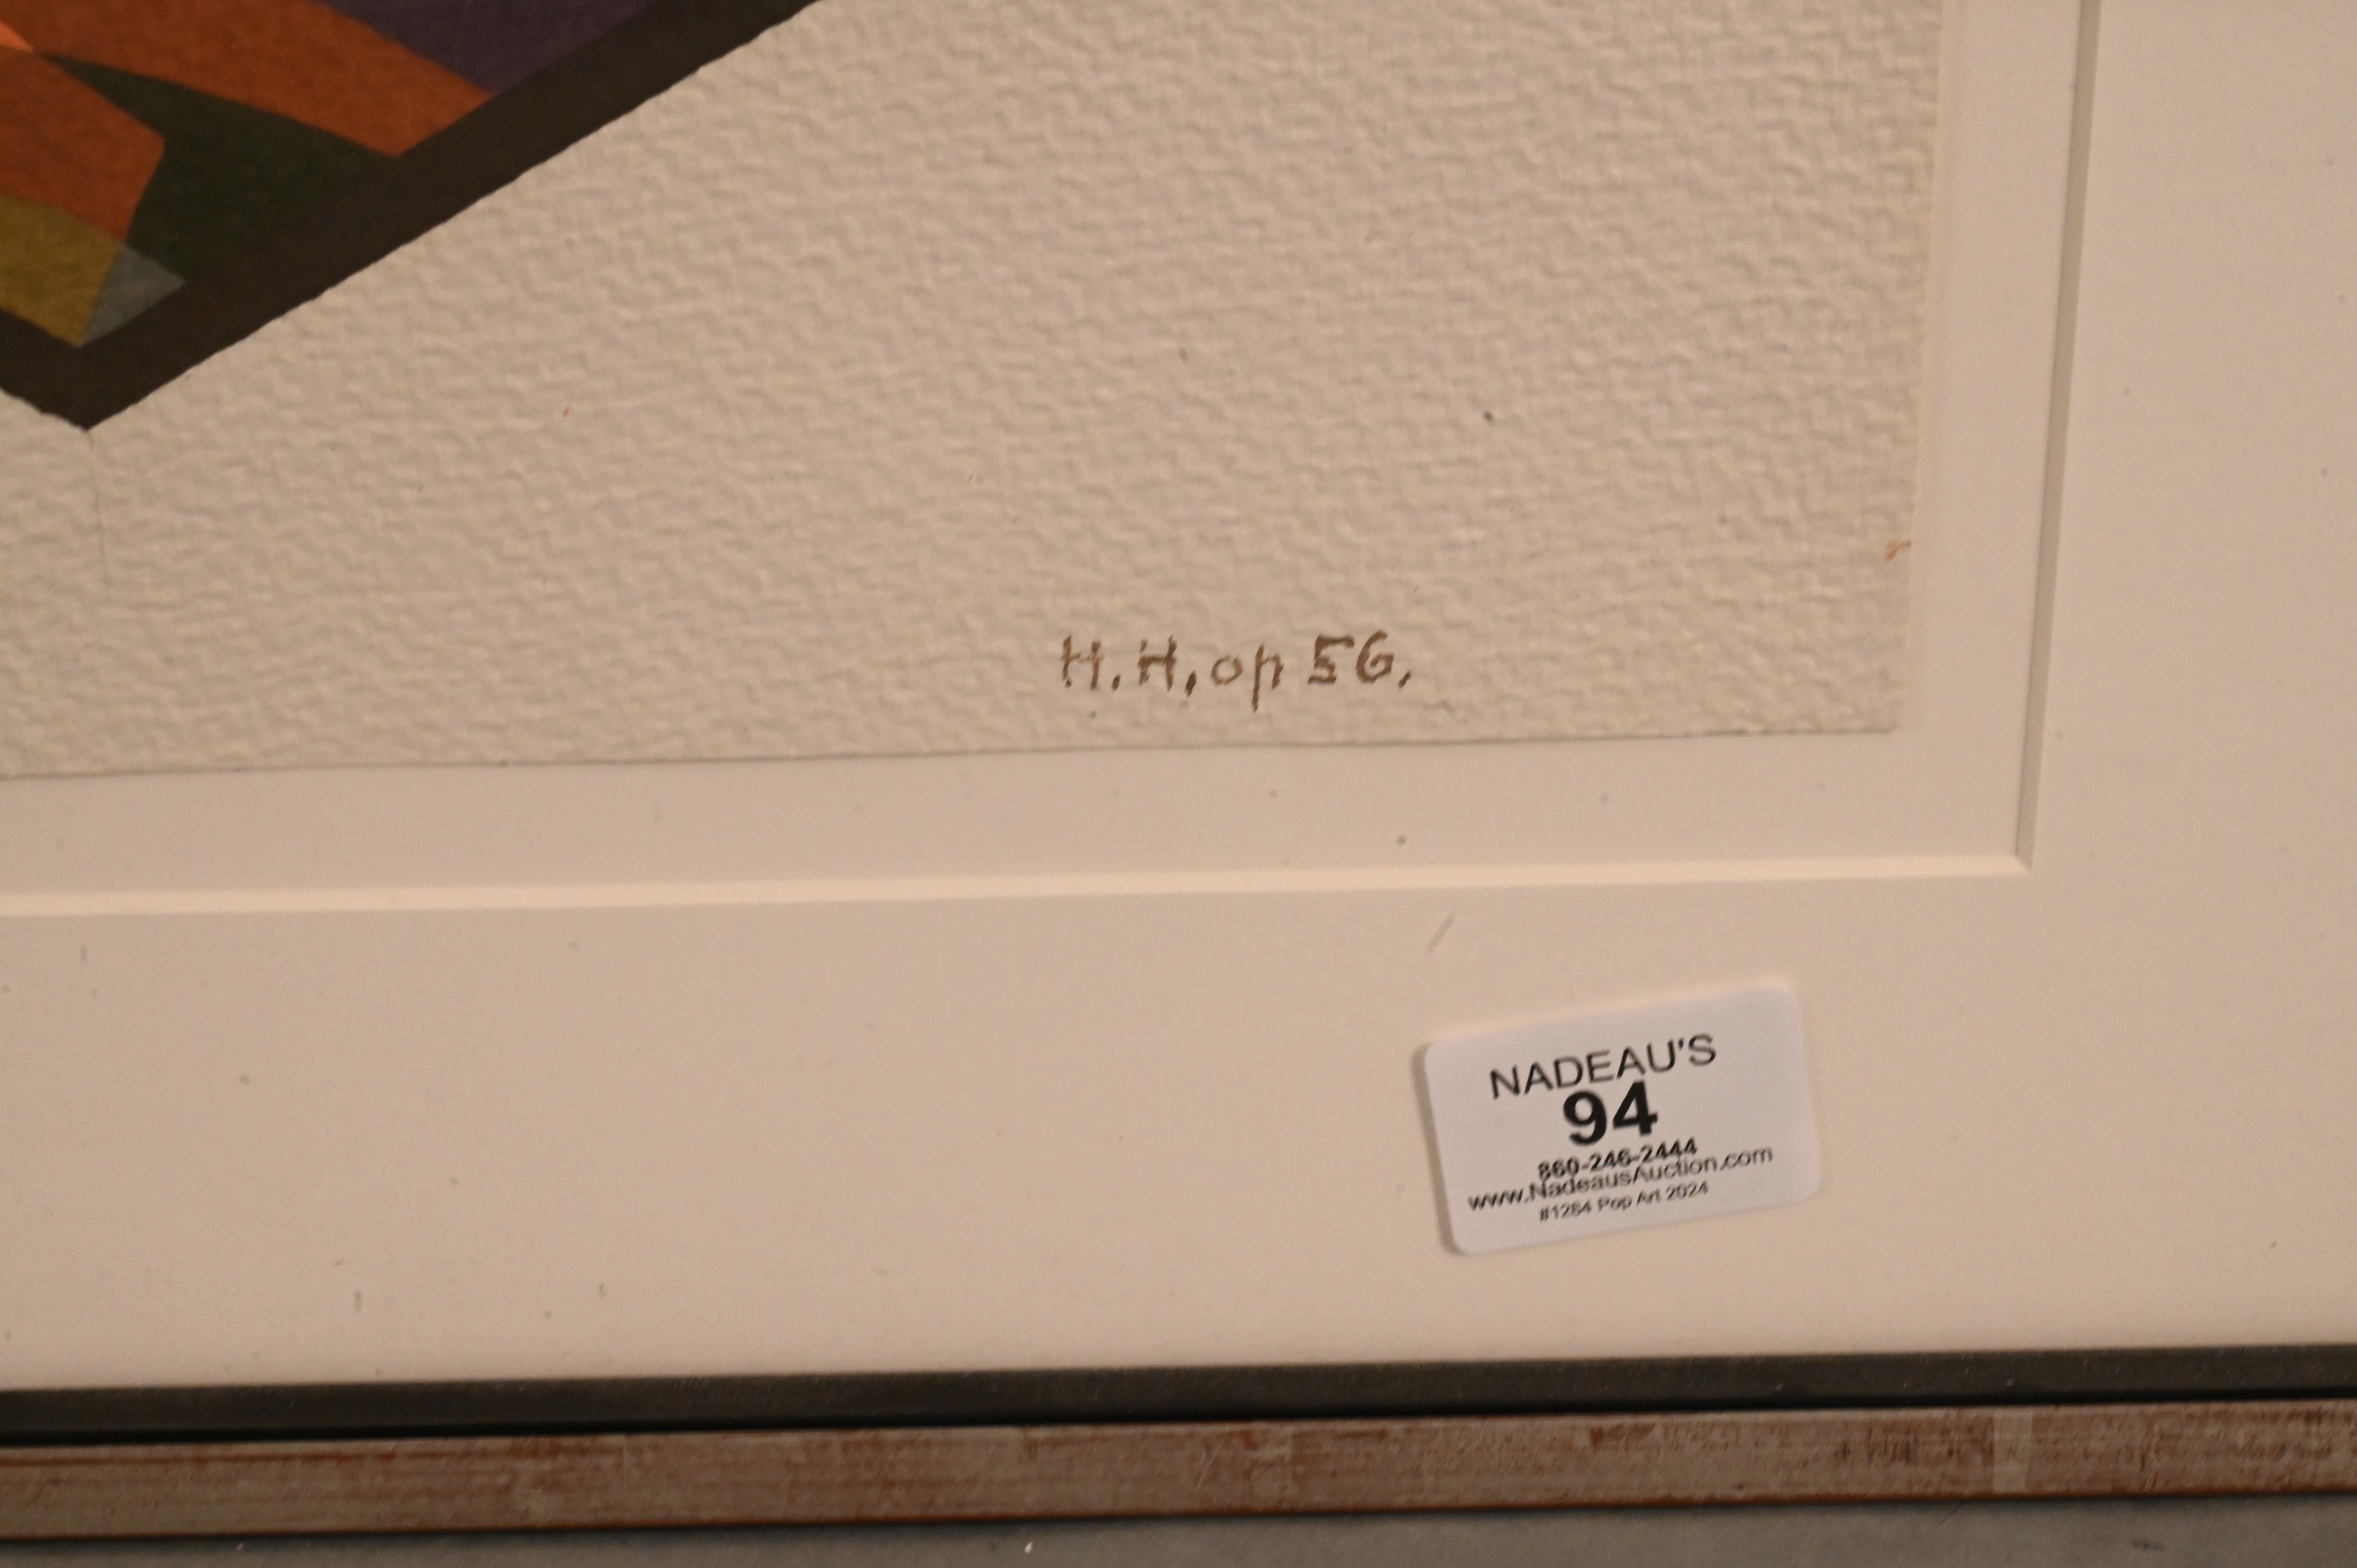 H.H. op 56.
NADEAU'S
94
860-246-2444
www.NadeausAuction.com
#1264 Pop Art 2024